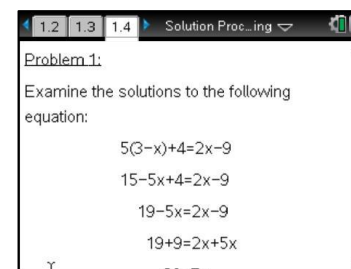 1.2 1.3 1.4 Solution Proc…ing
Problem 1:
Examine the solutions to the following
equation:
5(3−x)+4=2x−9
15−5x+4=2x−9
19−5x=2x−9
19+9=2x+5x